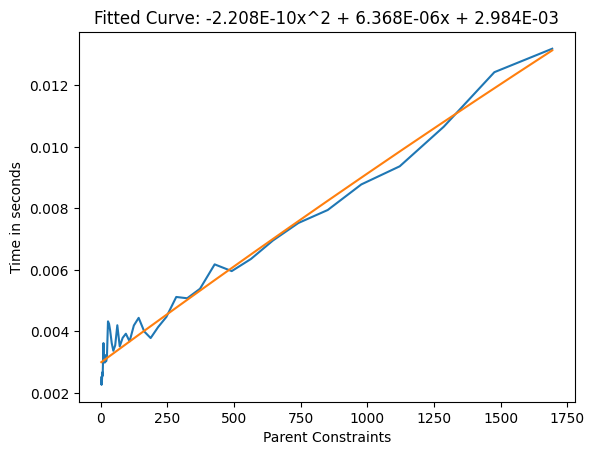 Fitted Curve: -2.208E-10x^2 + 6.368E-06x + 2.984E-03
0.012
0.010
0.008
0.006
0.004
0.002
Time in seconds
0 250 500 750 1000 1250 1500 1750
Parent Constraints